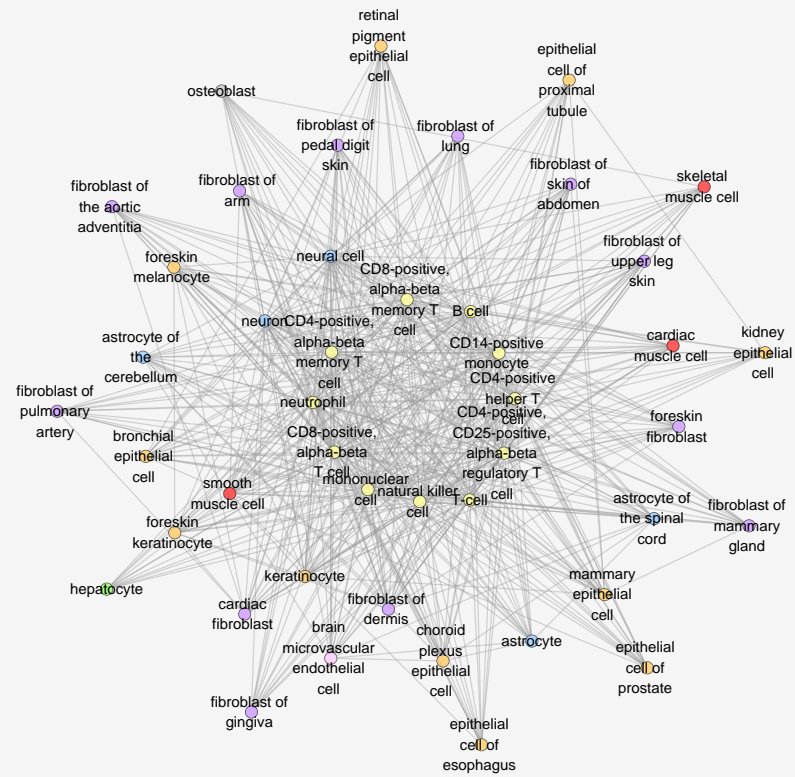 retinal
pigment
epithelial
cell
epithelial
cell of
proximal
tubule
osteoblast
fibroblast of
pedal digit
skin
fibroblast of
lung
fibroblast of
arm
fibroblast of
skin of
abdomen
skeletal
muscle cell
fibroblast of
the aortic
adventitia
foreskin
melanocyte
neural cell
fibroblast of
upper leg
skin
CD8-positive,
alpha-beta
memory T
cell
B cell
neuron
CD4-positive,
alpha-beta
memory T
cell
CD14-positive
monocyte
cardiac
muscle cell
kidney
epithelial
cell
astrocyte of
the
cerebellum
CD4-positive
helper T
cell
fibroblast of
pulmonary
artery
neutrophil
CD4-positive,
CD25-positive,
alpha-beta
regulatory T
cell
foreskin
fibroblast
bronchial
epithelial
cell
CD8-positive,
alpha-beta
T cell
smooth
muscle cell
mononuclear
cell
natural killer
cell
T-cell
astrocyte of
the spinal
cord
fibroblast of
mammary
gland
foreskin
keratinocyte
hepatocyte
keratinocyte
mammary
epithelial
cell
cardiac
fibroblast
fibroblast of
dermis
brain
microvascular
endothelial
cell
choroid
plexus
epithelial
cell
astrocyte
epithelial
cell of
prostate
fibroblast of
gingiva
epithelial
cell of
esophagus